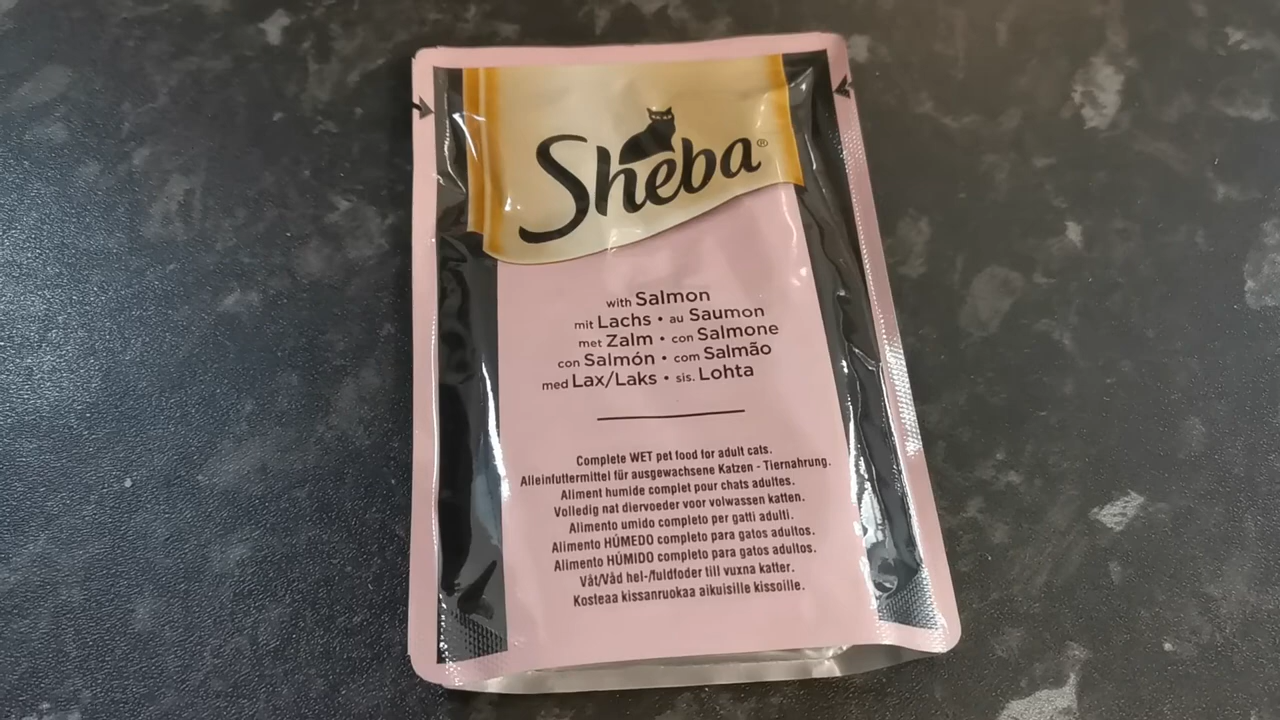 Sheba®
with Salmon
mit Lachs • au Saumon
met Zalm • con Salmone
con Salmón • com Salmão
med Lax/Laks • sis. Lohta
Complete WET pet food for adult cats.
Alleinfuttermittel für ausgewachsene Katzen - Tiernahrung.
Aliment humide complet pour chats adultes.
Volledig nat diervoeder voor volwassen katten.
Alimento umido completo per gatti adulti.
Alimento HÚMEDO completo para gatos adultos.
Alimento HÚMIDO completo para gatos adultos.
Våt/Våd hel-/fuldfoder till vuxna katter.
Kosteaa kissanruokaa aikuisille kissoille.